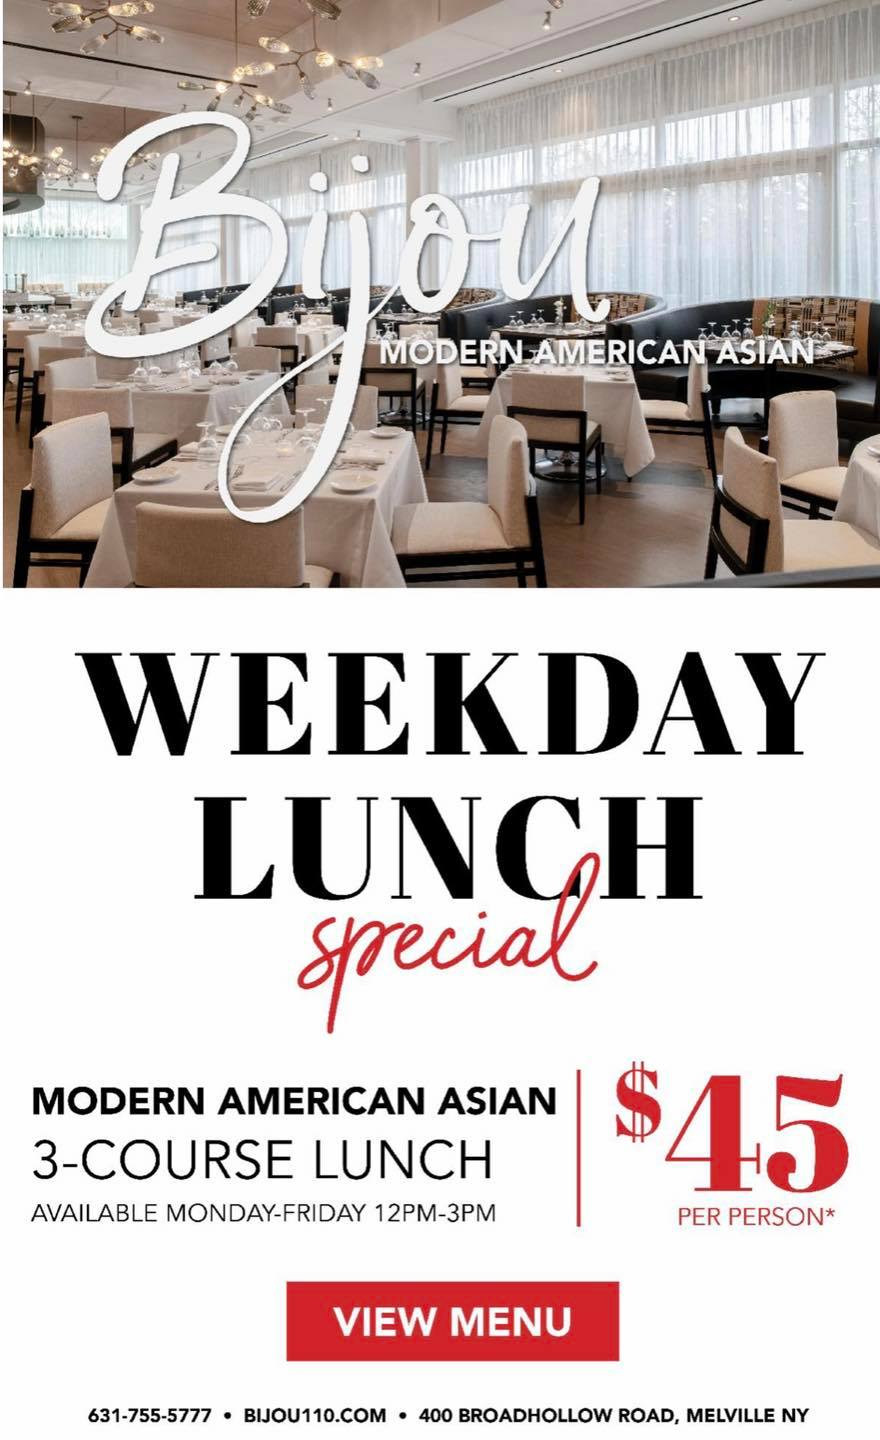 Bijou
MODERN AMERICAN ASIAN
WEEKDAY
LUNCH
special
MODERN AMERICAN ASIAN
3-COURSE LUNCH
AVAILABLE MONDAY-FRIDAY 12PM-3PM
$45
PER PERSON*
VIEW MENU
631-755-5777 • BIJOU110.COM • 400 BROADHOLLOW ROAD, MELVILLE NY